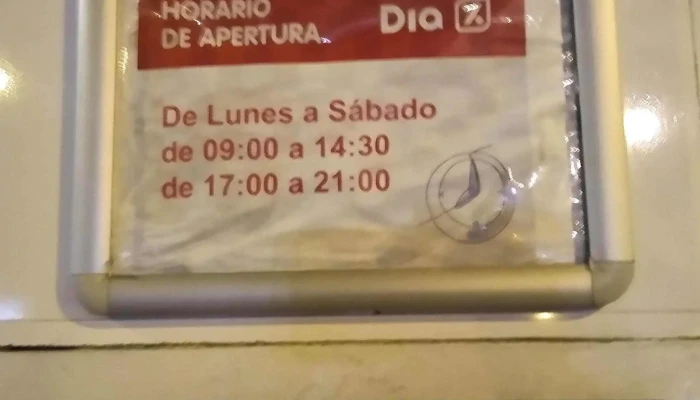 HORARIO
DE APERTURA
Dia %
De Lunes a Sábado
de 09:00 a 14:30
de 17:00 a 21:00